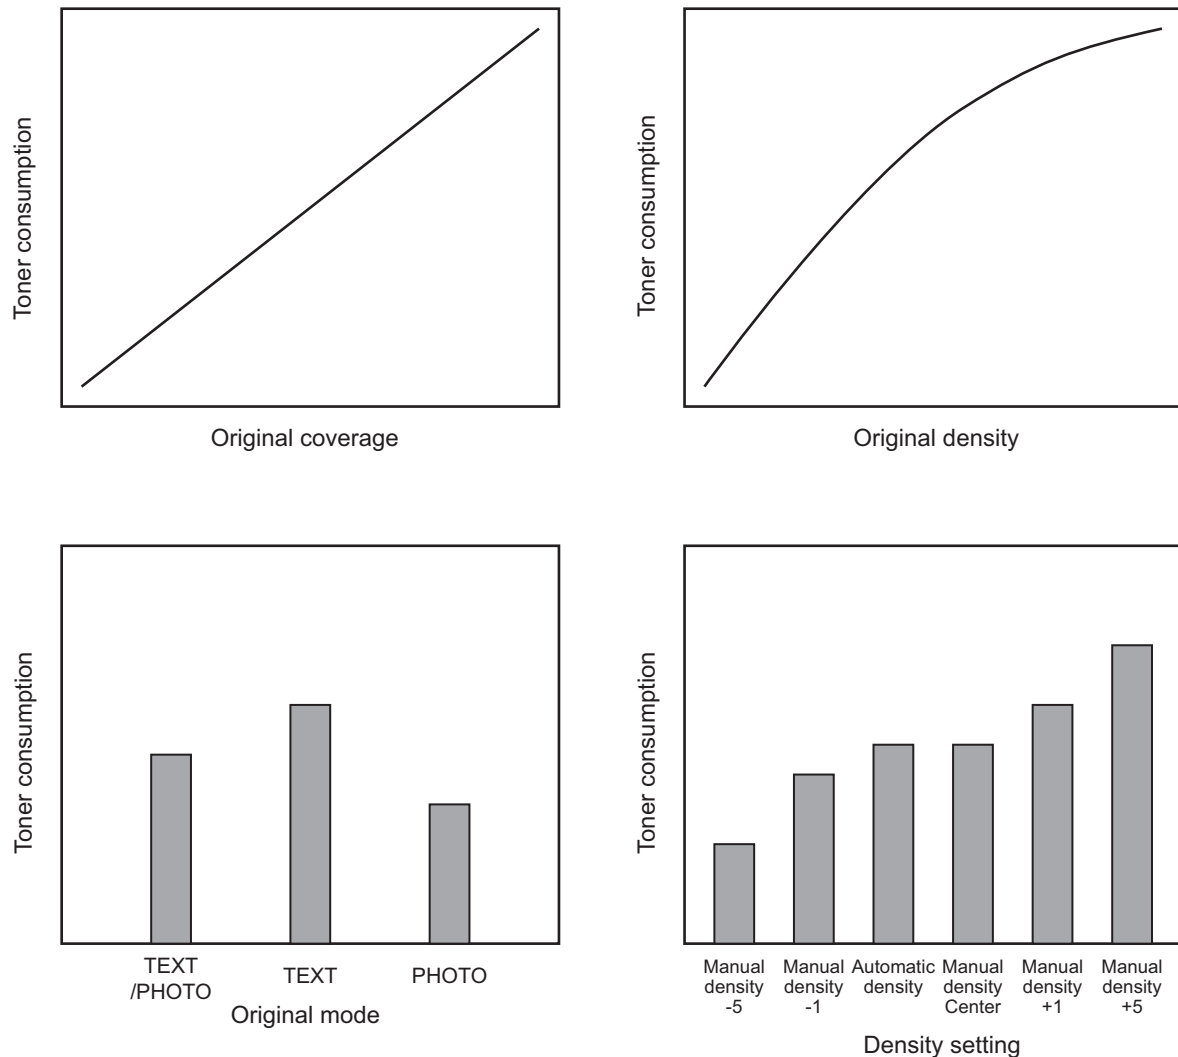 Toner consumption
Original coverage
Toner consumption
Original density
Toner consumption
TEXT
/PHOTO
TEXT
PHOTO
Original mode
Toner consumption
Manual
density
-5
Manual
density
-1
Automatic
density
Manual
density
Center
Manual
density
+1
Manual
density
+5
Density setting